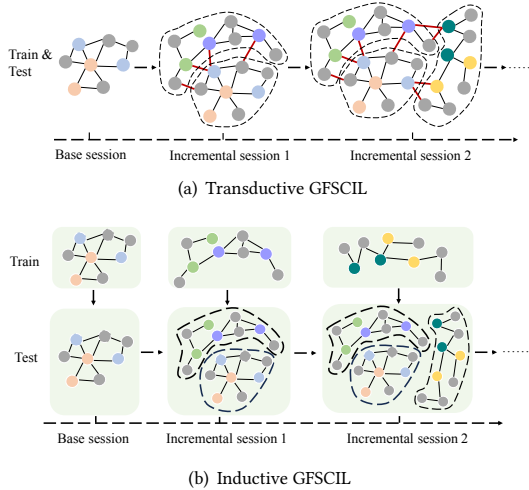 Train &
Test
Base session
Incremental session 1
Incremental session 2
(a) Transductive GFSCIL
Train
Test
Base session
Incremental session 1
Incremental session 2
(b) Inductive GFSCIL